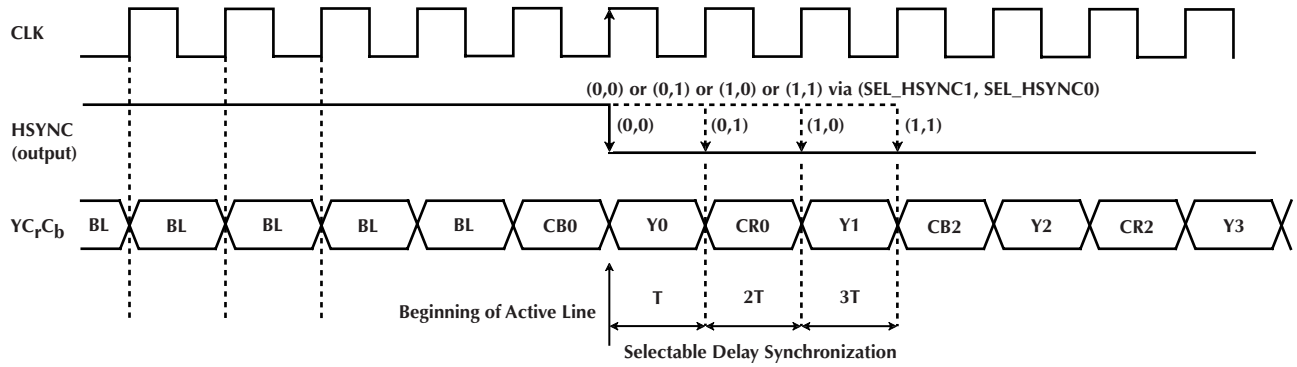 CLK
(0,0) or (0,1) or (1,0) or (1,1) via (SEL_HSYNC1, SEL_HSYNC0)
HSYNC
(output)
(0,0) (0,1) (1,0) (1,1)
YCrCb BL BL BL BL BL CB0 Y0 CR0 Y1 CB2 Y2 CR2 Y3
Beginning of Active Line T 2T 3T
Selectable Delay Synchronization